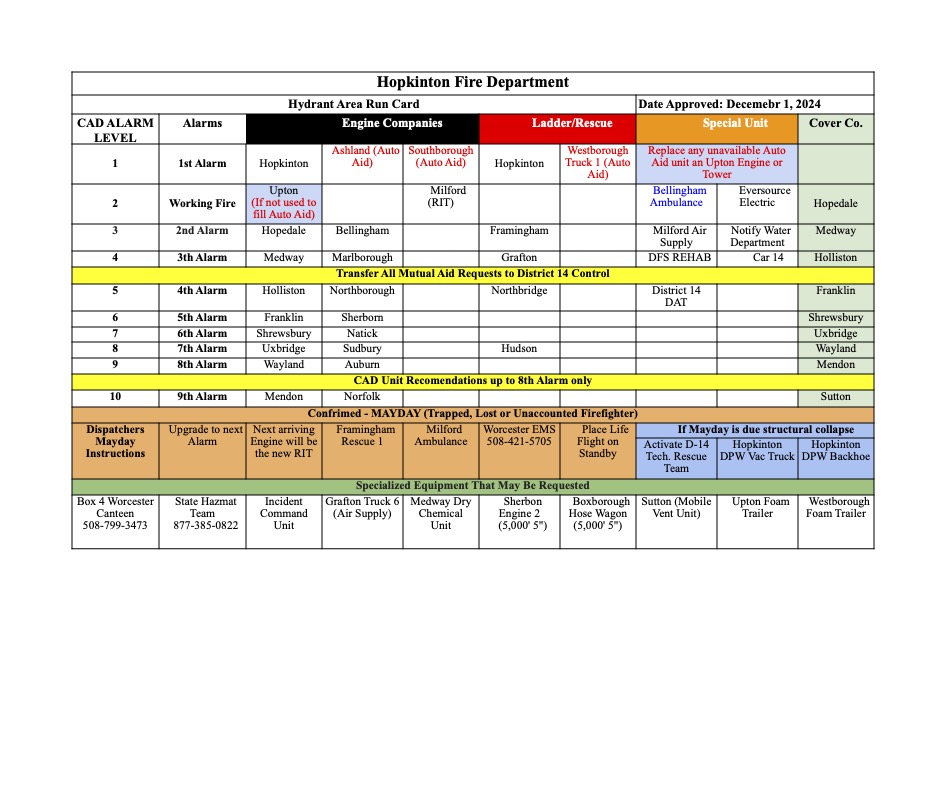 Hopkinton Fire Department
Hydrant Area Run Card Date Approved: Decemebr 1, 2024
CAD ALARM LEVEL Alarms Engine Companies Ladder/Rescue Special Unit Cover Co.
1 1st Alarm Hopkinton Ashland (Auto Aid) Southborough (Auto Aid) Hopkinton Westborough Truck 1 (Auto Aid) Replace any unavailable Auto Aid unit an Upton Engine or Tower
2 Working Fire Upton (If not used to fill Auto Aid) Milford (RIT) Bellingham Ambulance Eversource Electric Hopedale
3 2nd Alarm Hopedale Bellingham Framingham Milford Air Supply Notify Water Department Medway
4 3th Alarm Medway Marlborough Grafton DFS REHAB Car 14 Holliston
Transfer All Mutual Aid Requests to District 14 Control
5 4th Alarm Holliston Northborough Northbridge District 14 DAT Franklin
6 5th Alarm Franklin Sherborn Shrewsbury
7 6th Alarm Shrewsbury Natick Uxbridge
8 7th Alarm Uxbridge Sudbury Hudson Wayland
9 8th Alarm Wayland Auburn Mendon
CAD Unit Recomendations up to 8th Alarm only
10 9th Alarm Mendon Norfolk Sutton
Confrimed - MAYDAY (Trapped, Lost or Unaccounted Firefighter)
Dispatchers Mayday Instructions Upgrade to next Alarm Next arriving Engine will be the new RIT Framingham Rescue 1 Milford Ambulance Worcester EMS 508-421-5705 Place Life Flight on Standby If Mayday is due structural collapse
Activate D-14 Tech. Rescue Team Hopkinton DPW Vac Truck Hopkinton DPW Backhoe
Specialized Equipment That May Be Requested
Box 4 Worcester Canteen 508-799-3473 State Hazmat Team 877-385-0822 Incident Command Unit Grafton Truck 6 (Air Supply) Medway Dry Chemical Unit Sherbon Engine 2 (5,000' 5") Boxborough Hose Wagon (5,000' 5") Sutton (Mobile Vent Unit) Upton Foam Trailer Westborough Foam Trailer